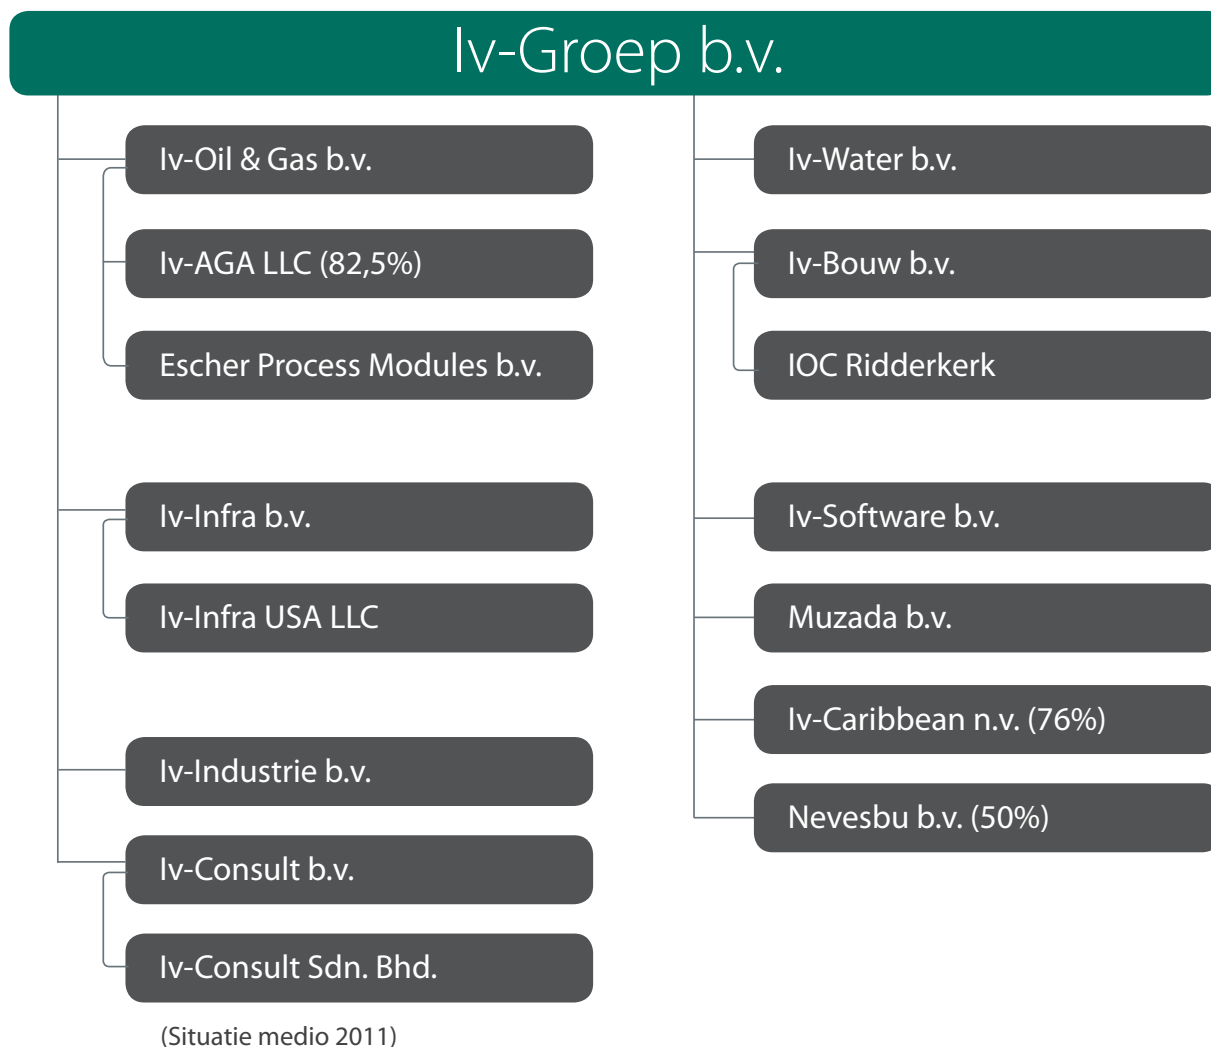 Iv-Groep b.v.
Iv-Oil & Gas b.v.
Iv-AGA LLC (82,5%)
Escher Process Modules b.v.
Iv-Infra b.v.
Iv-Infra USA LLC
Iv-Industrie b.v.
Iv-Consult b.v.
Iv-Consult Sdn. Bhd.
(Situatie medio 2011)
Iv-Water b.v.
Iv-Bouw b.v.
IOC Ridderkerk
Iv-Software b.v.
Muzada b.v.
Iv-Caribbean n.v. (76%)
Nevesbu b.v. (50%)